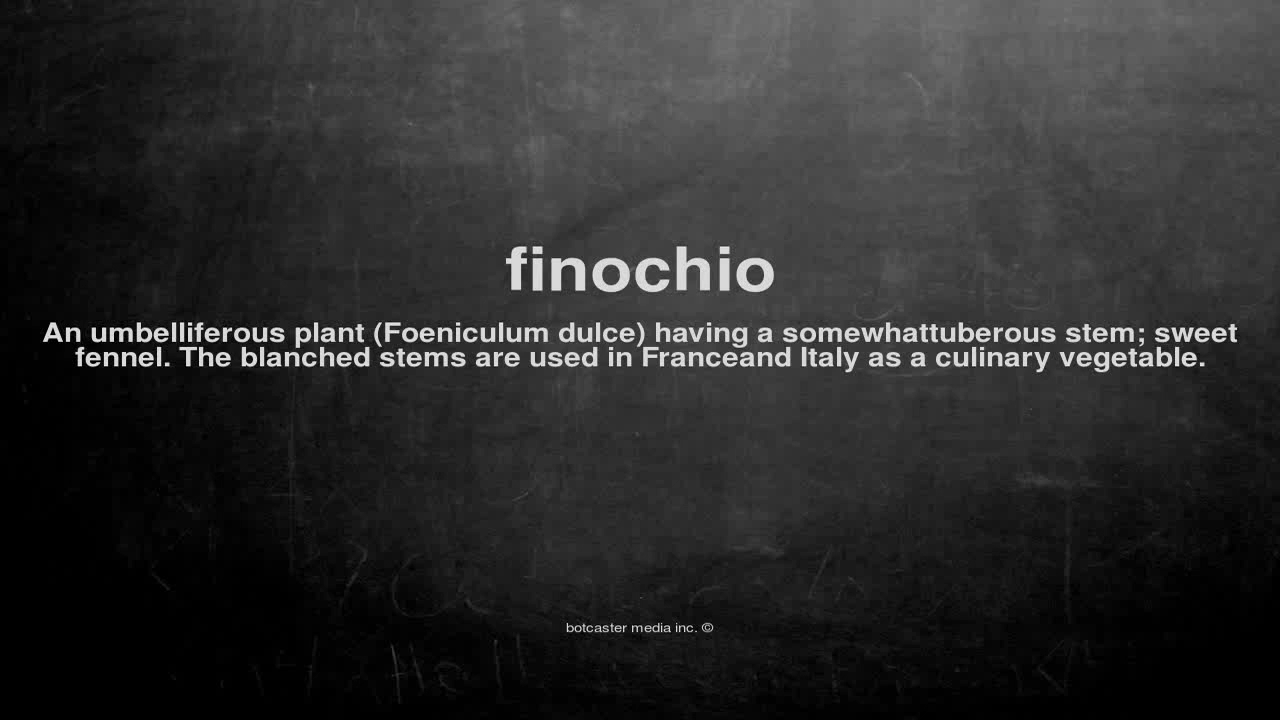 finochio
An umbelliferous plant (Foeniculum dulce) having a somewhattuberous stem; sweet
fennel. The blanched stems are used in Franceand Italy as a culinary vegetable.
botcaster media inc. ©